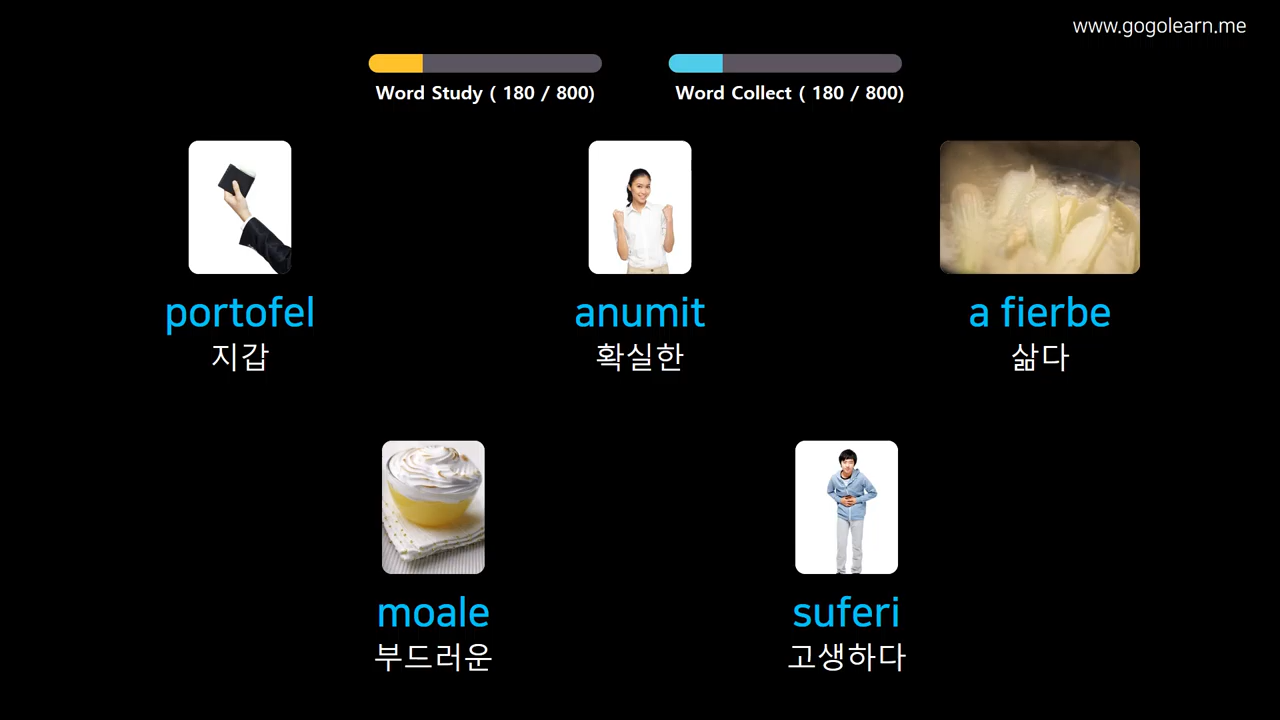 www.gogolearn.me
Word Study ( 180 / 800)
Word Collect ( 180 / 800)
portofel
지갑
anumit
확실한
a fierbe
삶다
moale
부드러운
suferi
고생하다